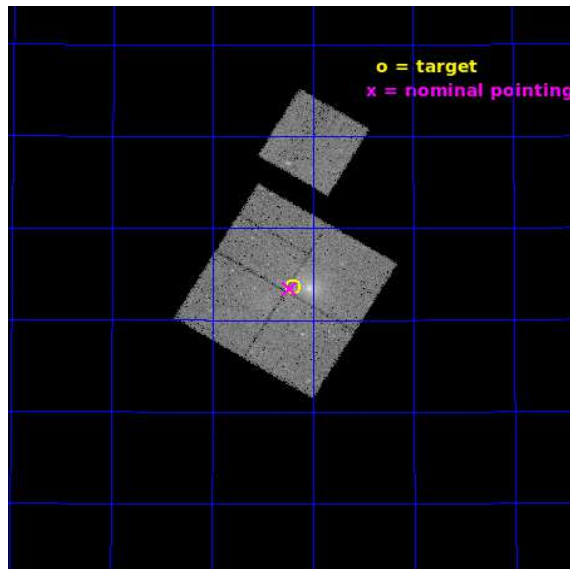 o = target
x = nominal pointing